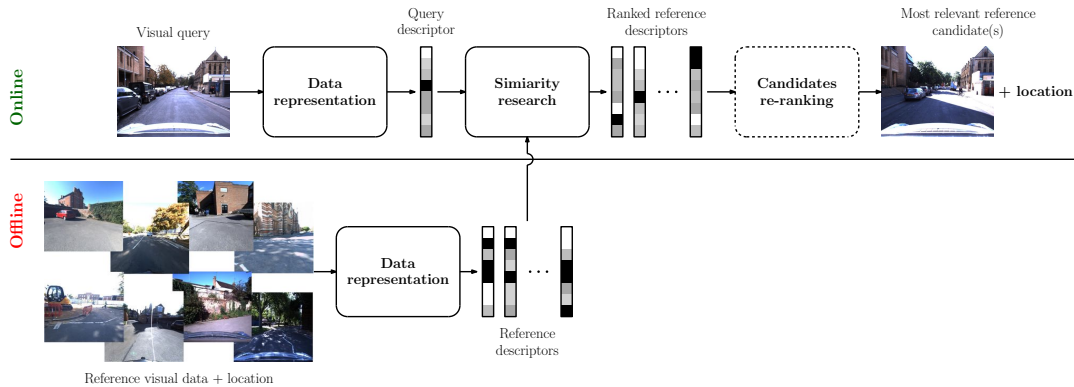 Online
Visual query
Data
representation
Query
descriptor
Simiarity
research
Ranked reference
descriptors
Candidates
re-ranking
Most relevant reference
candidate(s)
+ location
Offline
Reference visual data + location
Data
representation
Reference
descriptors